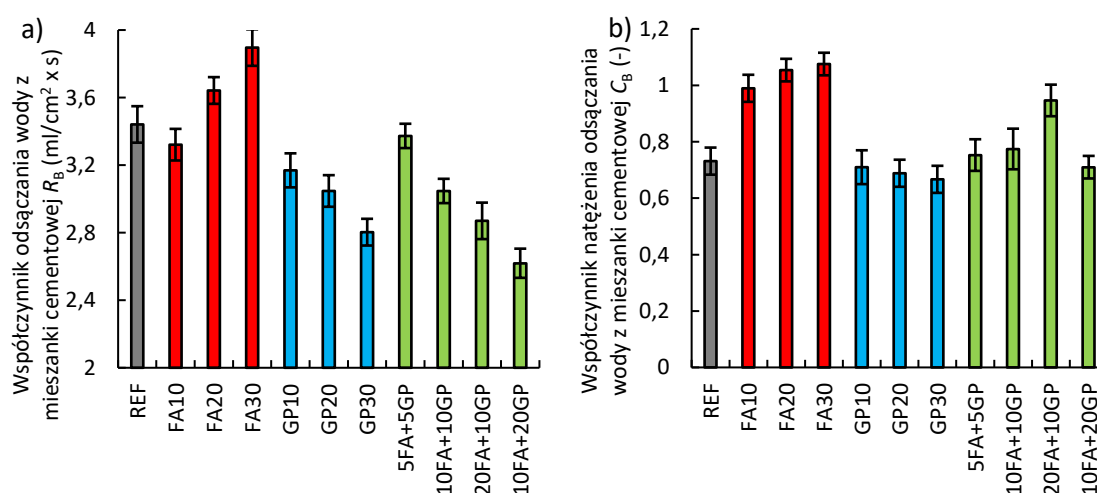 a)
Współczynnik odsączania wody z
mieszanki cementowej R_B (ml/cm² x s)
4
3,6
3,2
2,8
2,4
2
REF
FA10
FA20
FA30
GP10
GP20
GP30
5FA+5GP
10FA+10GP
20FA+10GP
10FA+20GP
b)
Współczynnik natężenia odsączania
wody z mieszanki cementowej C_B (-)
1,2
1
0,8
0,6
0,4
0,2
0
REF
FA10
FA20
FA30
GP10
GP20
GP30
5FA+5GP
10FA+10GP
20FA+10GP
10FA+20GP